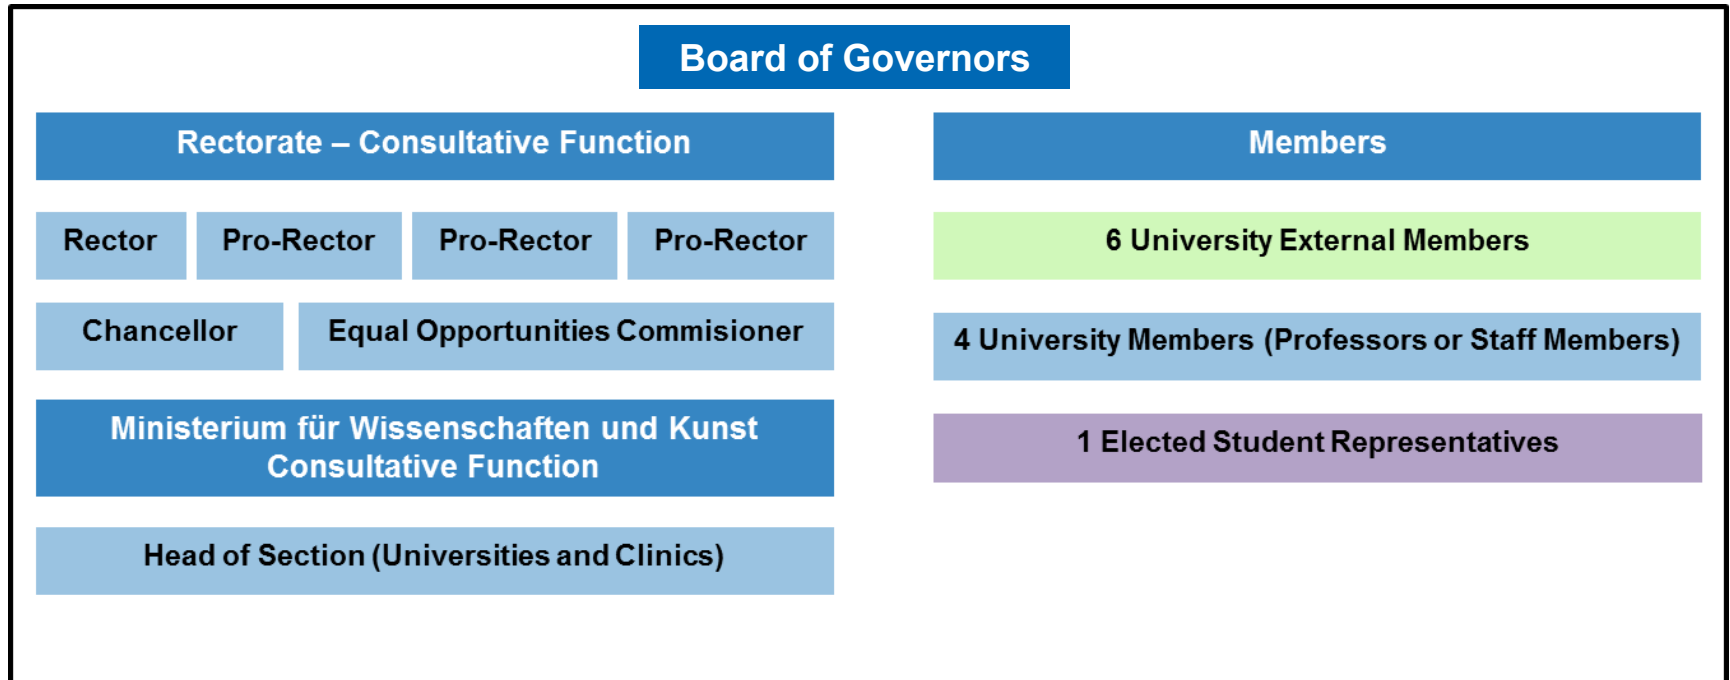 Board of Governors
Rectorate – Consultative Function
Rector
Pro-Rector
Pro-Rector
Pro-Rector
Chancellor
Equal Opportunities Commisioner
Ministerium für Wissenschaften und Kunst
Consultative Function
Head of Section (Universities and Clinics)
Members
6 University External Members
4 University Members (Professors or Staff Members)
1 Elected Student Representatives